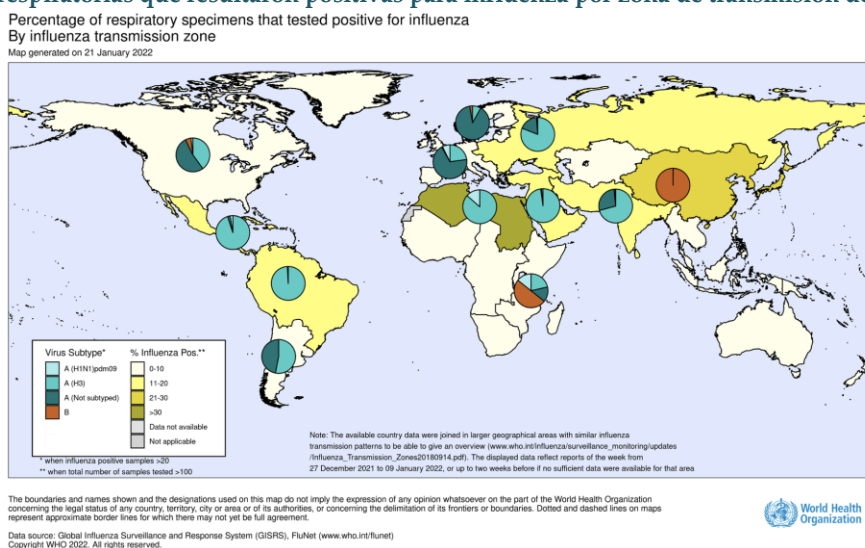 respiratorias que resultaron positivas para influenza por zona de transmisión de
Percentage of respiratory specimens that tested positive for influenza
By influenza transmission zone
Map generated on 21 January 2022
Virus Subtype*
A (H1N1)pdm09
A (H3)
A (Not subtyped)
B
% Influenza Pos.**
0-10
11-20
21-30
>30
Data not available
Not applicable
* when influenza positive samples >20
** when total number of samples tested >100
Note: The available country data were joined in larger geographical areas with similar influenza
transmission patterns to be able to give an overview (www.who.int/influenza/surveillance_monitoring/updates
/Influenza_Transmission_Zones20180914.pdf). The displayed data reflect reports of the week from
27 December 2021 to 09 January 2022, or up to two weeks before if no sufficient data were available for that area
The boundaries and names shown and the designations used on this map do not imply the expression of any opinion whatsoever on the part of the World Health Organization
concerning the legal status of any country, territory, city or area or of its authorities, or concerning the delimitation of its frontiers or boundaries. Dotted and dashed lines on maps
represent approximate border lines for which there may not yet be full agreement.
World Health
Organization
Data source: Global Influenza Surveillance and Response System (GISRS), FluNet (www.who.int/flunet)
Copyright WHO 2022. All rights reserved.